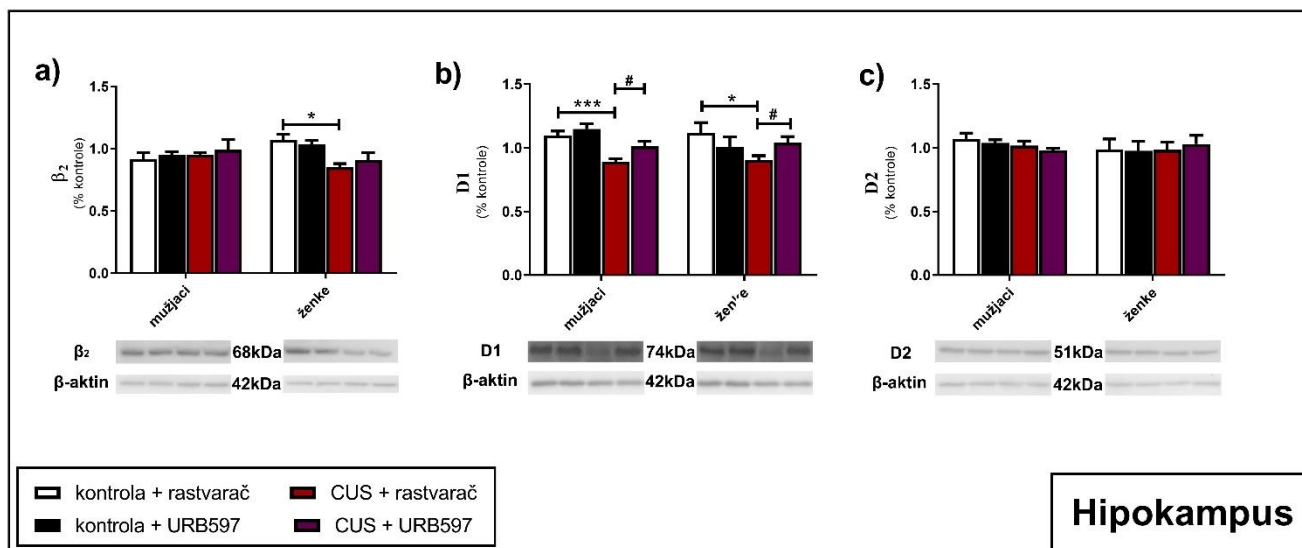 a)
1.5
1.0
0.5
0.0
β2
(% kontrole)
*
mužjaci
ženke
β2
68kDa
β-aktin
42kDa
b)
1.5
1.0
0.5
0.0
D1
(% kontrole)
***
#
*
#
mužjaci
D1
74kDa
β-aktin
42kDa
c)
1.5
1.0
0.5
0.0
D2
(% kontrole)
mužjaci
ženke
D2
51kDa
β-aktin
42kDa
kontrola + rastvarač
CUS + rastvarač
kontrola + URB597
CUS + URB597
Hipokampus